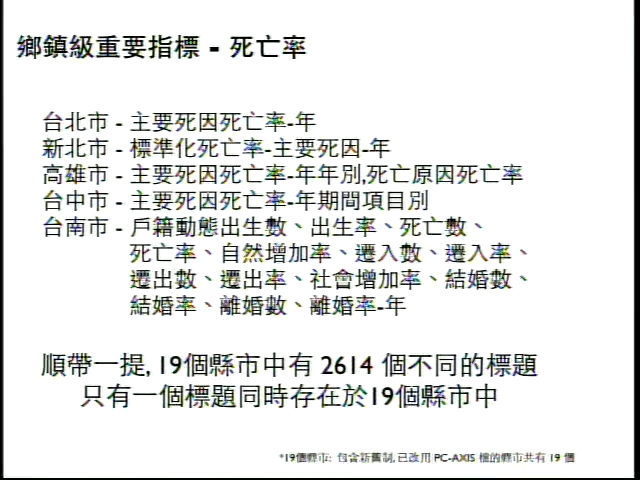 鄉鎮級重要指標 - 死亡率
台北市 - 主要死因死亡率-年
新北市 - 標準化死亡率-主要死因-年
高雄市 - 主要死因死亡率-年年別,死亡原因死亡率
台中市 - 主要死因死亡率-年期間項目別
台南市 - 戶籍動態出生數、出生率、死亡數、
死亡率、自然增加率、遷入數、遷入率、
遷出數、遷出率、社會增加率、結婚數、
結婚率、離婚數、離婚率-年
順帶一提, 19個縣市中有 2614 個不同的標題
只有一個標題同時存在於19個縣市中
*19個縣市: 包含新舊制, 已改用 PC-AXIS 檔的縣市共有 19 個